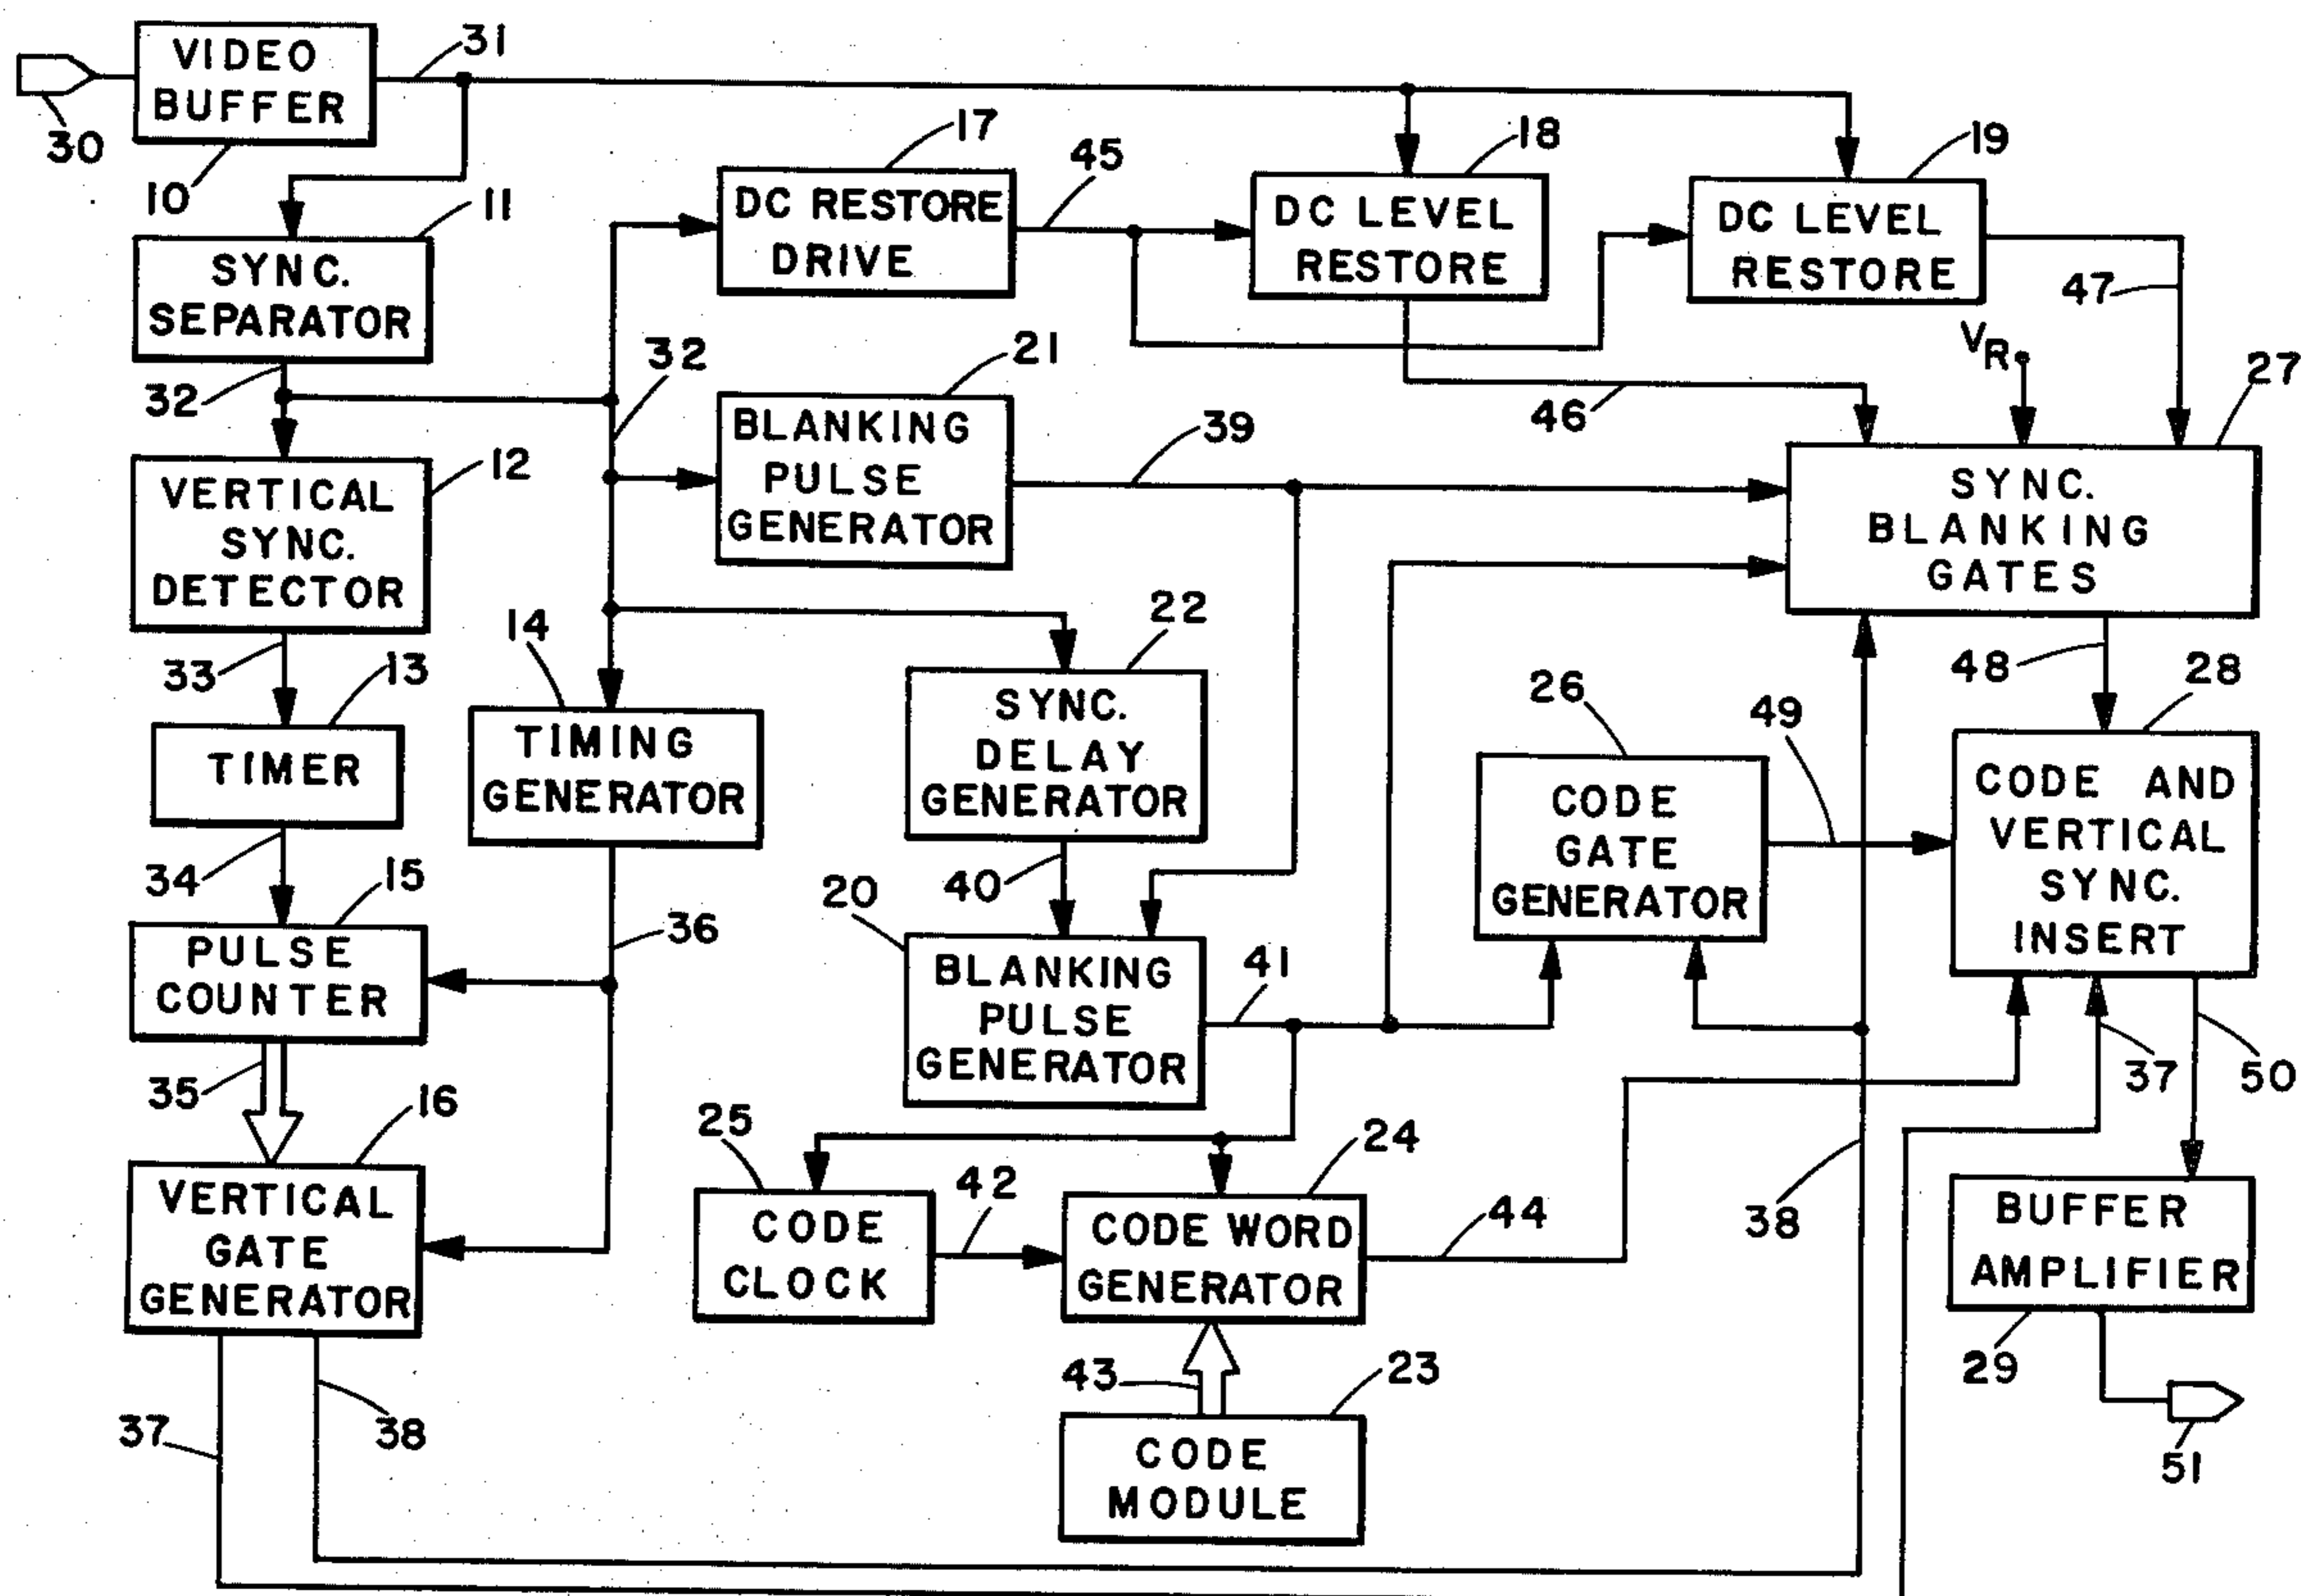 VIDEO
BUFFER
31
30
10
11
SYNC.
SEPARATOR
32
17
DC RESTORE
DRIVE
45
18
DC LEVEL
RESTORE
19
DC LEVEL
RESTORE
47
VR
46
27
32
21
BLANKING
PULSE
GENERATOR
39
SYNC.
BLANKING
GATES
12
VERTICAL
SYNC.
DETECTOR
33
13
TIMER
34
14
TIMING
GENERATOR
22
SYNC.
DELAY
GENERATOR
40
26
CODE
GATE
GENERATOR
49
48
28
CODE AND
VERTICAL
SYNC.
INSERT
15
PULSE
COUNTER
36
20
BLANKING
PULSE
GENERATOR
41
37
50
35
16
VERTICAL
GATE
GENERATOR
25
CODE
CLOCK
42
24
CODE WORD
GENERATOR
44
38
BUFFER
AMPLIFIER
29
51
37
38
43
23
CODE
MODULE